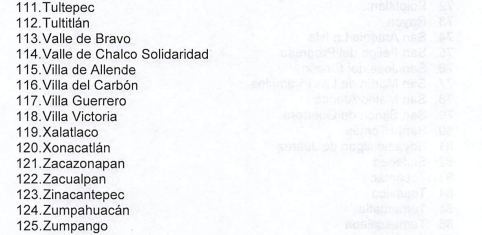 111.Tultepec
112.Tultitlán
113.Valle de Bravo
114.Valle de Chalco Solidaridad
115.Villa de Allende
116.Villa del Carbón
117.Villa Guerrero
118.Villa Victoria
119.Xalatlaco
120.Xonacatlán
121.Zacazonapan
122.Zacualpan
123.Zinacantepec
124.Zumpahuacán
125.Zumpango